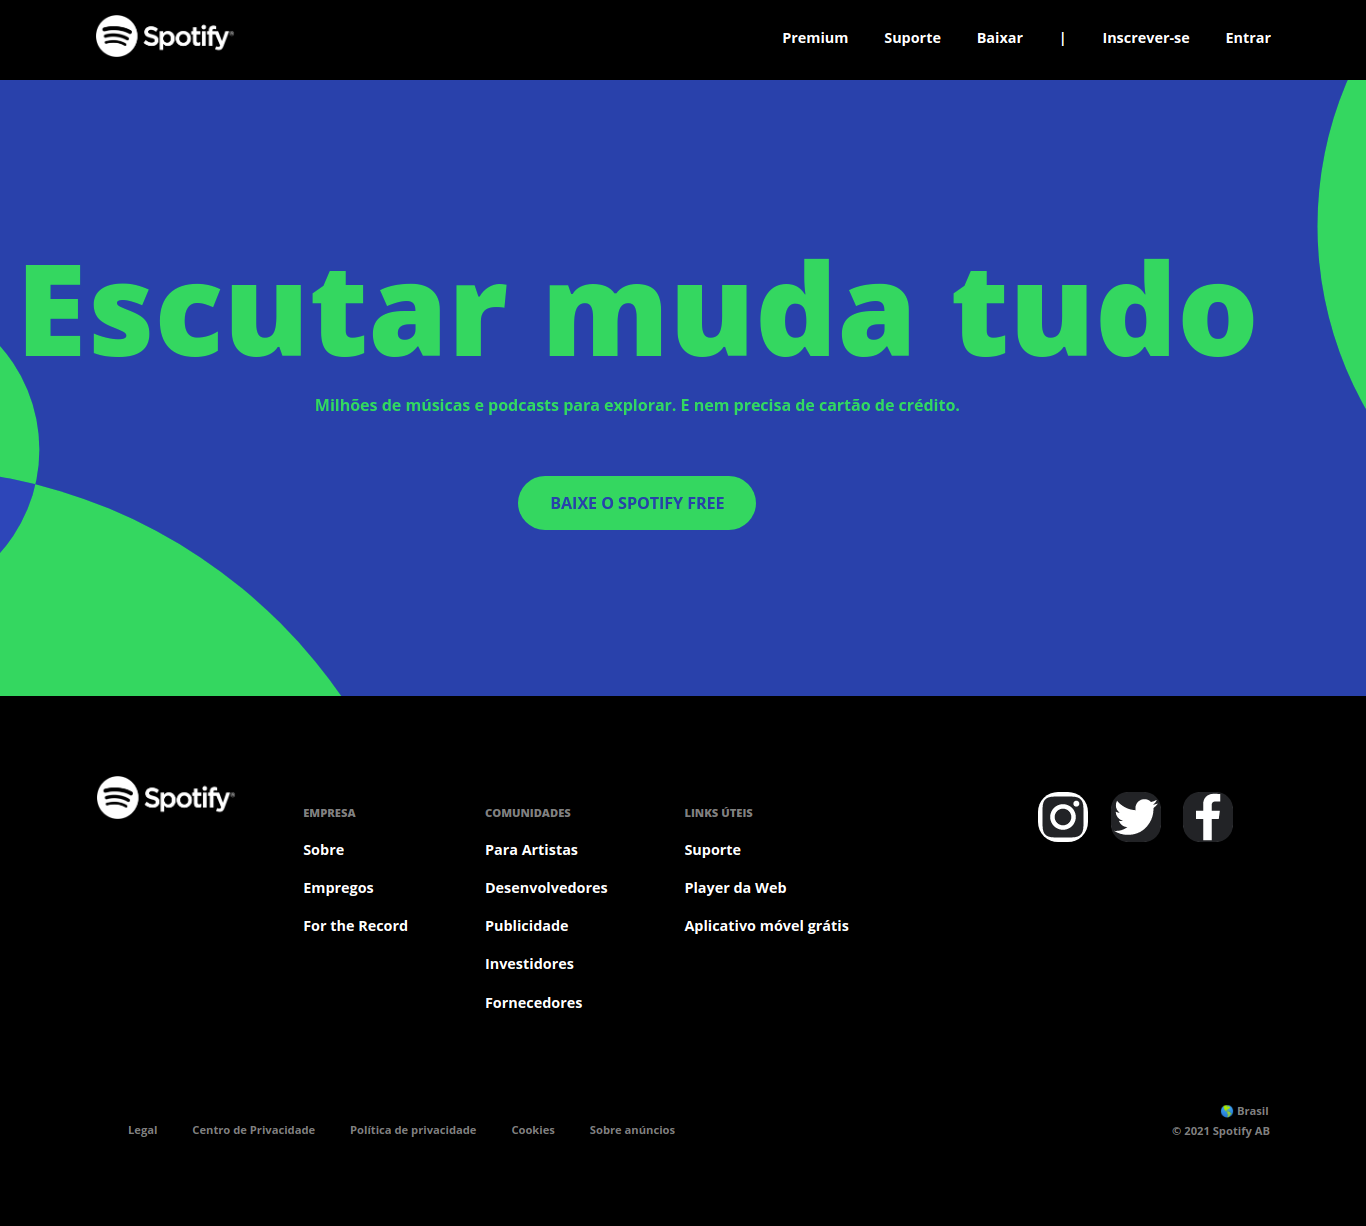 Spotify®
Premium Suporte Baixar | Inscrever-se Entrar
Escutar muda tudo
Milhões de músicas e podcasts para explorar. E nem precisa de cartão de crédito.
BAIXE O SPOTIFY FREE
Spotify®
EMPRESA
Sobre
Empregos
For the Record
COMUNIDADES
Para Artistas
Desenvolvedores
Publicidade
Investidores
Fornecedores
LINKS ÚTEIS
Suporte
Player da Web
Aplicativo móvel grátis
Legal Centro de Privacidade Política de privacidade Cookies Sobre anúncios
🌎 Brasil
© 2021 Spotify AB